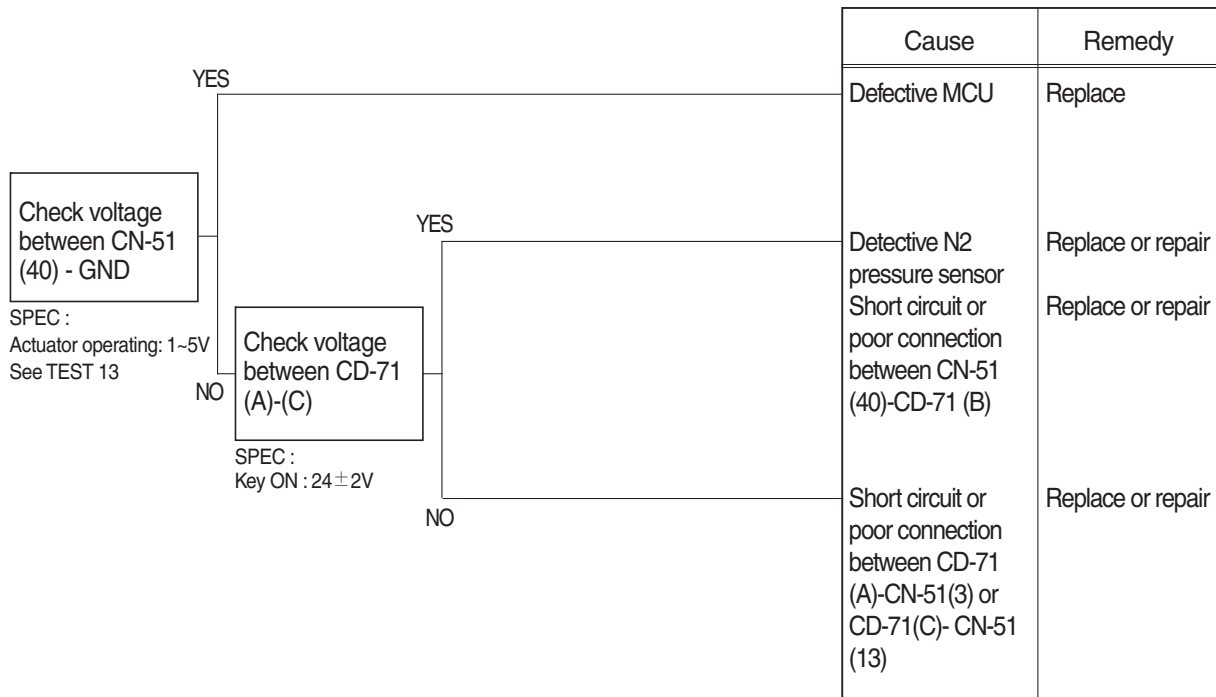 Cause
Remedy
YES
Defective MCU
Replace
Check voltage
between CN-51
(40) - GND
SPEC :
Actuator operating: 1~5V
See TEST 13
NO
YES
Check voltage
between CD-71
(A)-(C)
SPEC :
Key ON : 24±2V
NO
Detective N2
pressure sensor
Replace or repair
Short circuit or
poor connection
between CN-51
(40)-CD-71 (B)
Replace or repair
Short circuit or
poor connection
between CD-71
(A)-CN-51(3) or
CD-71(C)- CN-51
(13)
Replace or repair